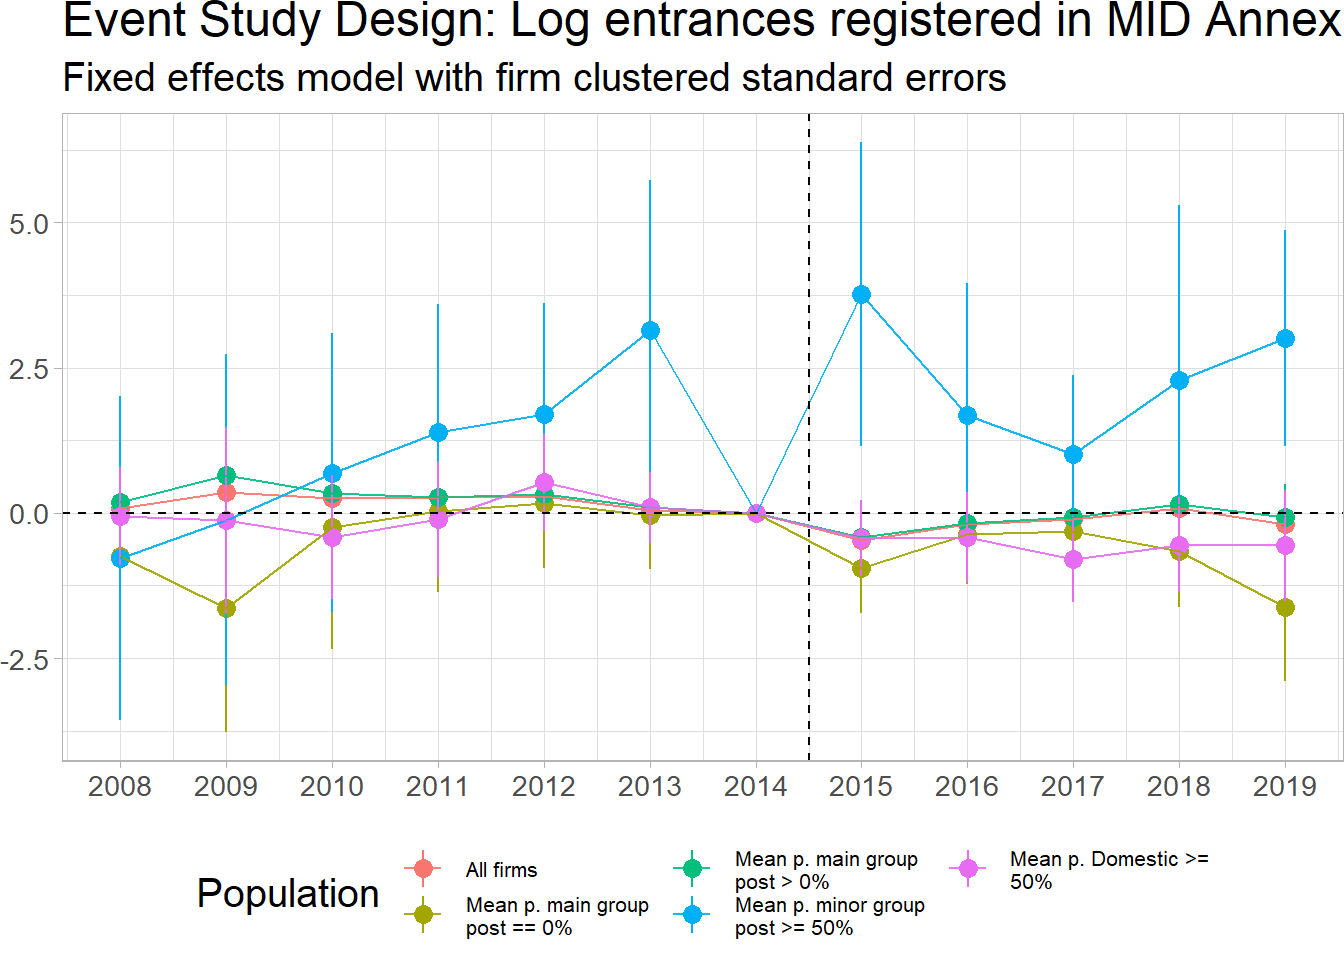 Event Study Design: Log entrances registered in MID Annex
Fixed effects model with firm clustered standard errors
5.0
2.5
0.0
-2.5
2008 2009 2010 2011 2012 2013 2014 2015 2016 2017 2018 2019
Population
All firms
Mean p. main group
post == 0%
Mean p. main group
post > 0%
Mean p. minor group
post >= 50%
Mean p. Domestic >=
50%